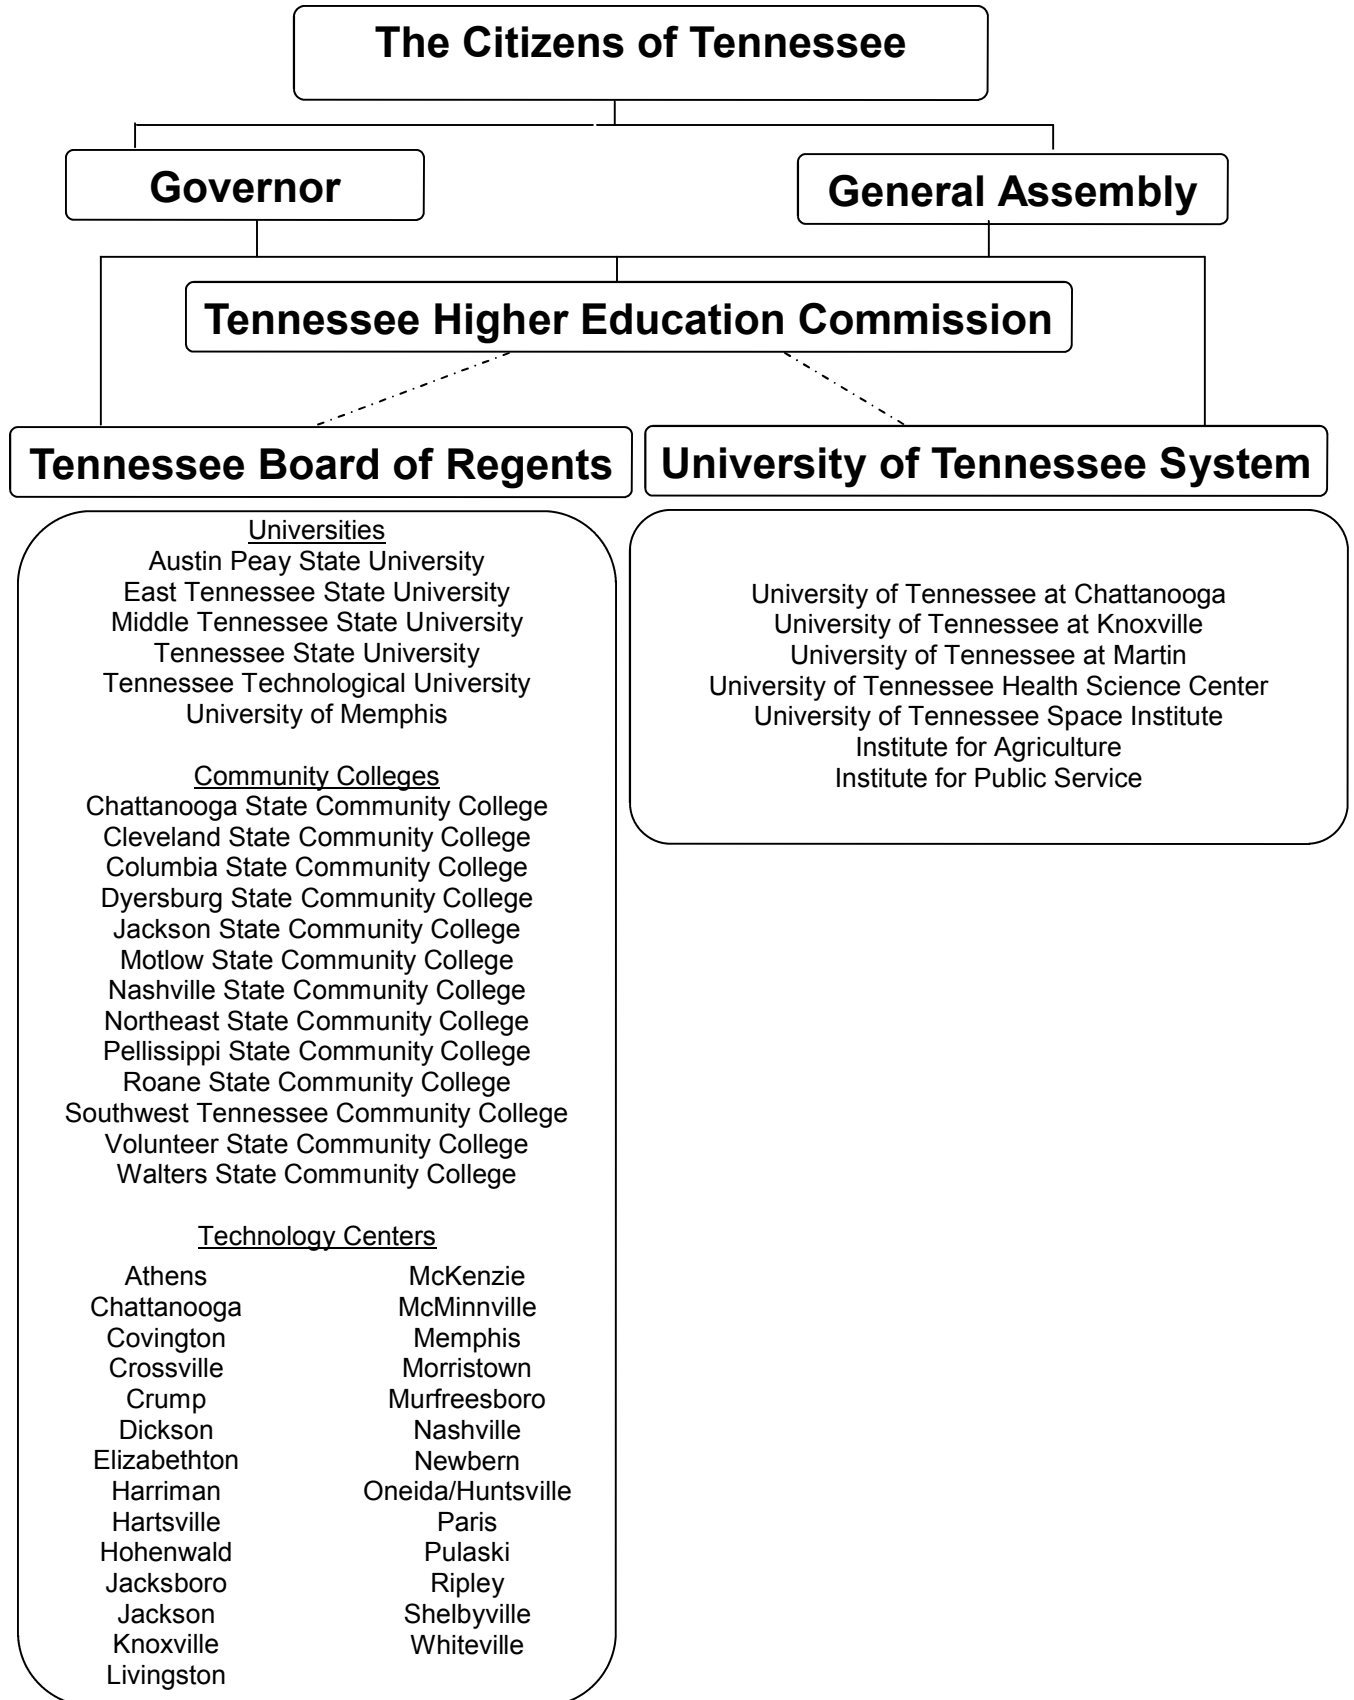 The Citizens of Tennessee
Governor
General Assembly
Tennessee Higher Education Commission
Tennessee Board of Regents
University of Tennessee System
Universities
Austin Peay State University
East Tennessee State University
Middle Tennessee State University
Tennessee State University
Tennessee Technological University
University of Memphis
Community Colleges
Chattanooga State Community College
Cleveland State Community College
Columbia State Community College
Dyersburg State Community College
Jackson State Community College
Motlow State Community College
Nashville State Community College
Northeast State Community College
Pellissippi State Community College
Roane State Community College
Southwest Tennessee Community College
Volunteer State Community College
Walters State Community College
Technology Centers
Athens
Chattanooga
Covington
Crossville
Crump
Dickson
Elizabethton
Harriman
Hartsville
Hohenwald
Jacksboro
Jackson
Knoxville
Livingston
McKenzie
McMinnville
Memphis
Morristown
Murfreesboro
Nashville
Newbern
Oneida/Huntsville
Paris
Pulaski
Ripley
Shelbyville
Whiteville
University of Tennessee at Chattanooga
University of Tennessee at Knoxville
University of Tennessee at Martin
University of Tennessee Health Science Center
University of Tennessee Space Institute
Institute for Agriculture
Institute for Public Service